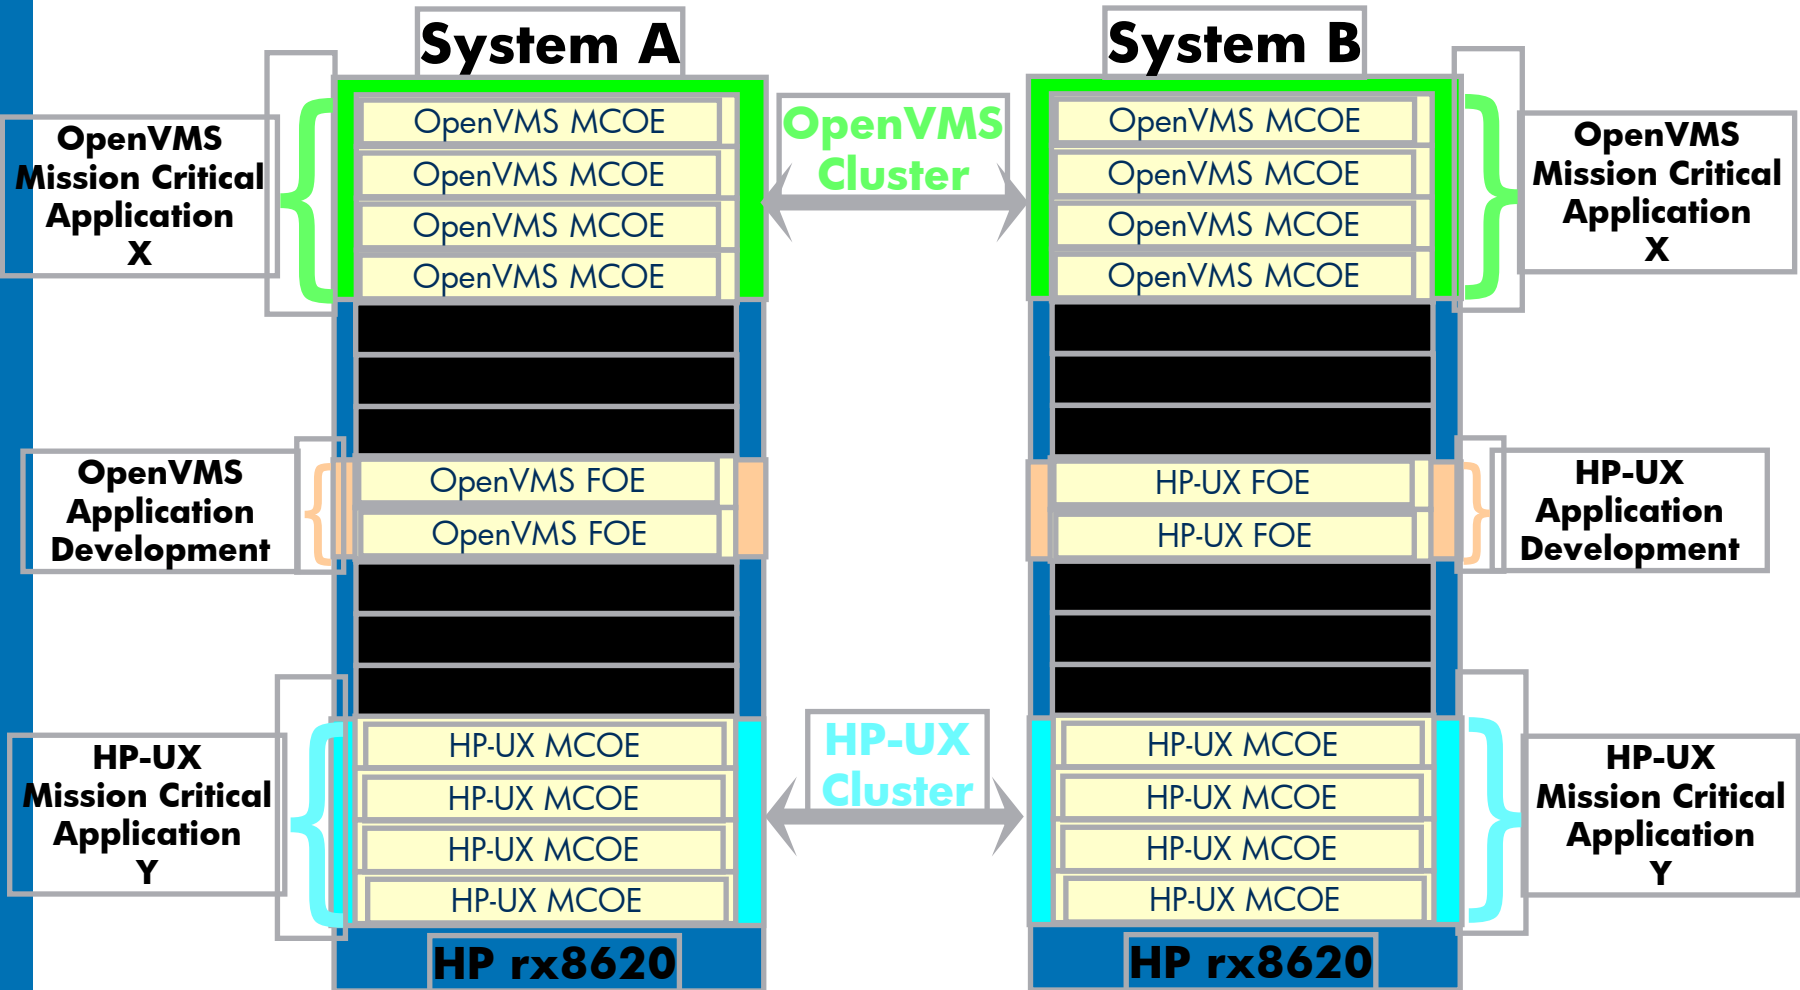 System A
System B
OpenVMS
Mission Critical
Application
X
OpenVMS MCOE
OpenVMS MCOE
OpenVMS MCOE
OpenVMS MCOE
OpenVMS
Cluster
OpenVMS MCOE
OpenVMS MCOE
OpenVMS MCOE
OpenVMS MCOE
OpenVMS
Mission Critical
Application
X
OpenVMS
Application
Development
OpenVMS FOE
OpenVMS FOE
HP-UX FOE
HP-UX FOE
HP-UX
Application
Development
HP-UX
Mission Critical
Application
Y
HP-UX MCOE
HP-UX MCOE
HP-UX MCOE
HP-UX MCOE
HP-UX
Cluster
HP-UX MCOE
HP-UX MCOE
HP-UX MCOE
HP-UX MCOE
HP-UX
Mission Critical
Application
Y
HP rx8620
HP rx8620